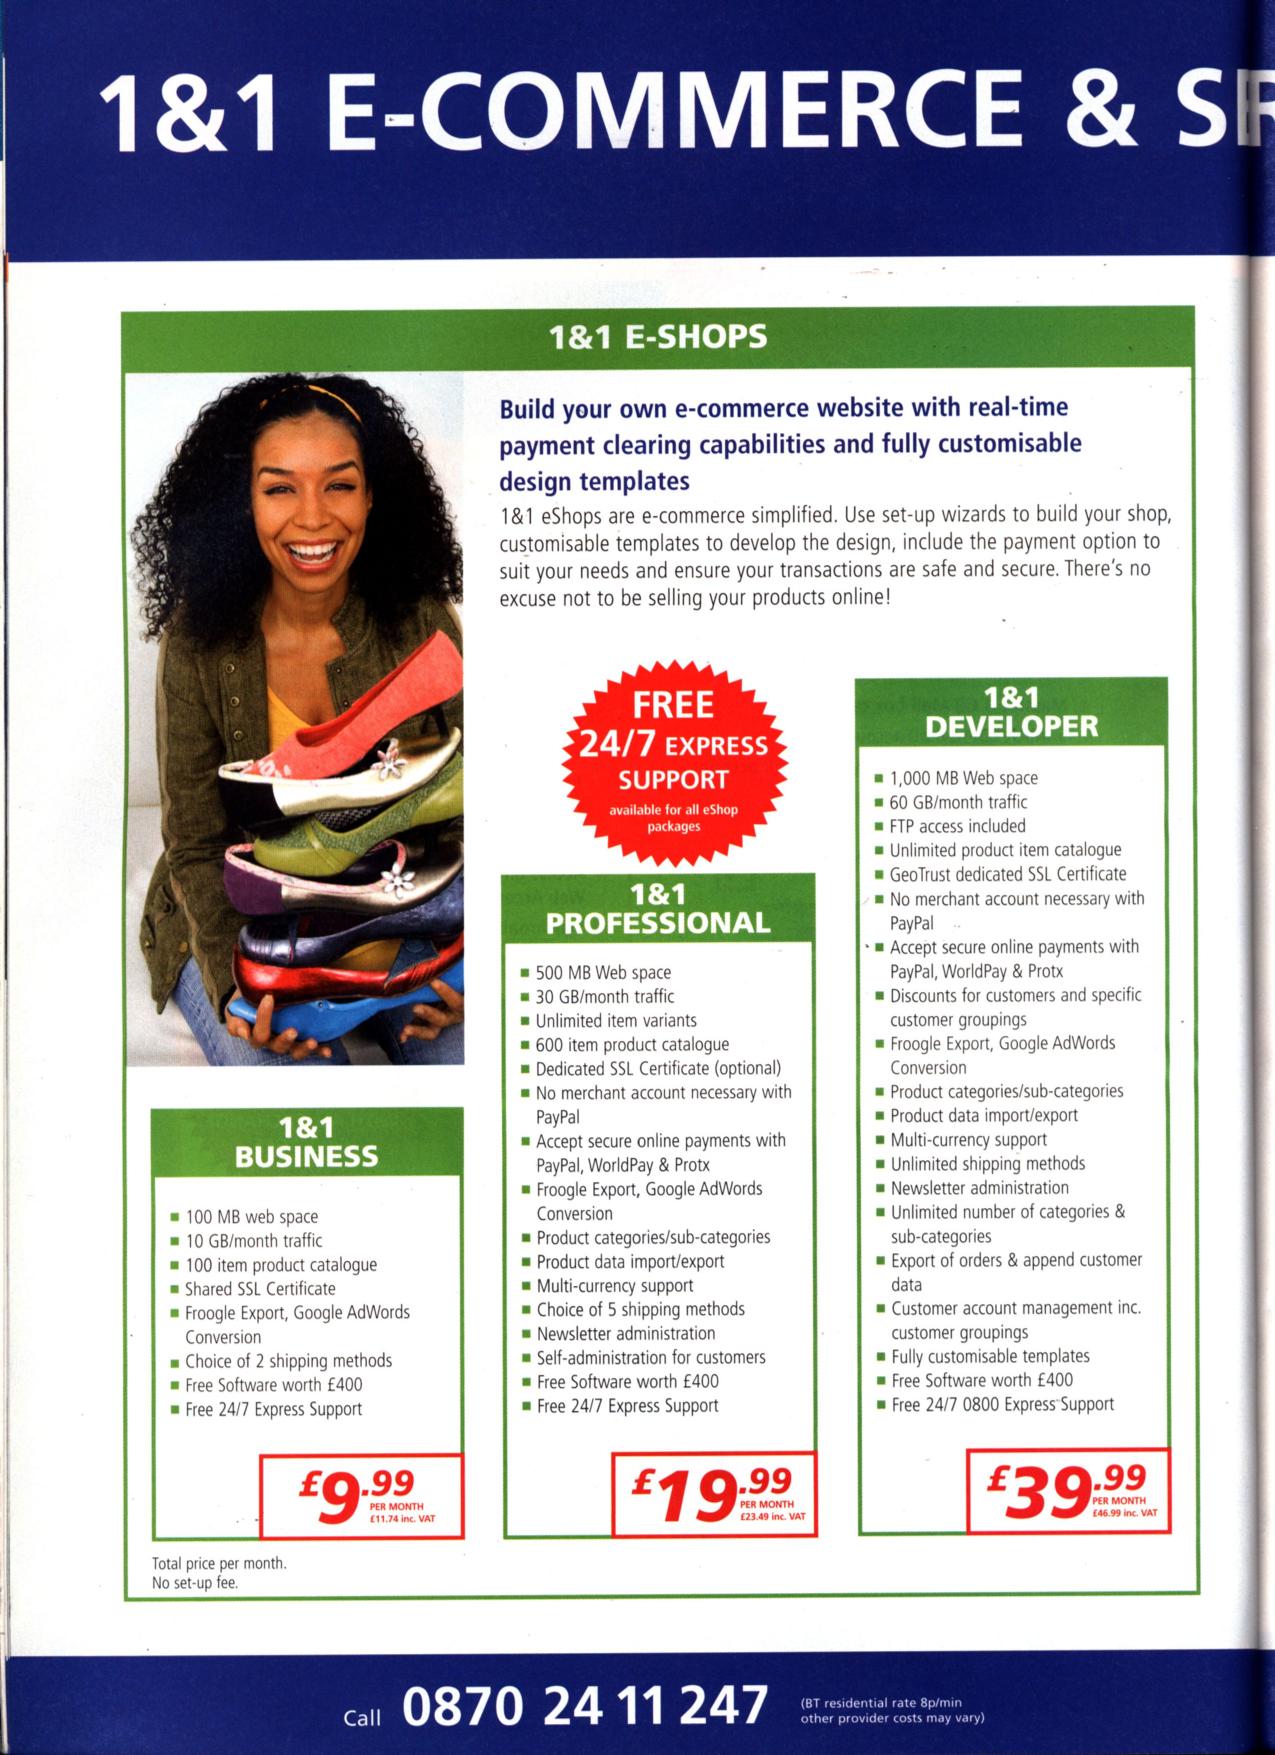 1&1 E-COMMERCE & SE
1&1 E-SHOPS
Build your own e-commerce website with real-time
payment clearing capabilities and fully customisable
design templates
1&1 eShops are e-commerce simplified. Use set-up wizards to build your shop,
customisable templates to develop the design, include the payment option to
suit your needs and ensure your transactions are safe and secure. There's no
excuse not to be selling your products online!
FREE
24/7 EXPRESS
SUPPORT
available for all eShop
packages
1&1
BUSINESS
100 MB web space
10 GB/month traffic
100 item product catalogue
Shared SSL Certificate
Froogle Export, Google AdWords
Conversion
Choice of 2 shipping methods
Free Software worth £400
Free 24/7 Express Support
£9.99
PER MONTH
£11.74 inc. VAT
1&1
PROFESSIONAL
500 MB Web space
30 GB/month traffic
Unlimited item variants
600 item product catalogue
Dedicated SSL Certificate (optional)
No merchant account necessary with
PayPal
Accept secure online payments with
PayPal, WorldPay & Protx
Froogle Export, Google AdWords
Conversion
Product categories/sub-categories
Product data import/export
Multi-currency support
Choice of 5 shipping methods
Newsletter administration
Self-administration for customers
Free Software worth £400
Free 24/7 Express Support
£19.99
PER MONTH
£23.49 inc. VAT
1&1
DEVELOPER
1,000 MB Web space
60 GB/month traffic
FTP access included
Unlimited product item catalogue
GeoTrust dedicated SSL Certificate
No merchant account necessary with
PayPal
Accept secure online payments with
PayPal, WorldPay & Protx
Discounts for customers and specific
customer groupings
Froogle Export, Google AdWords
Conversion
Product categories/sub-categories
Product data import/export
Multi-currency support
Unlimited shipping methods
Newsletter administration
Unlimited number of categories &
sub-categories
Export of orders & append customer
data
Customer account management inc.
customer groupings
Fully customisable templates
Free Software worth £400
Free 24/7 0800 Express Support
£39.99
PER MONTH
£46.99 inc. VAT
Total price per month.
No set-up fee.
Call 0870 24 11 247
(BT residential rate 8p/min
other provider costs may vary)